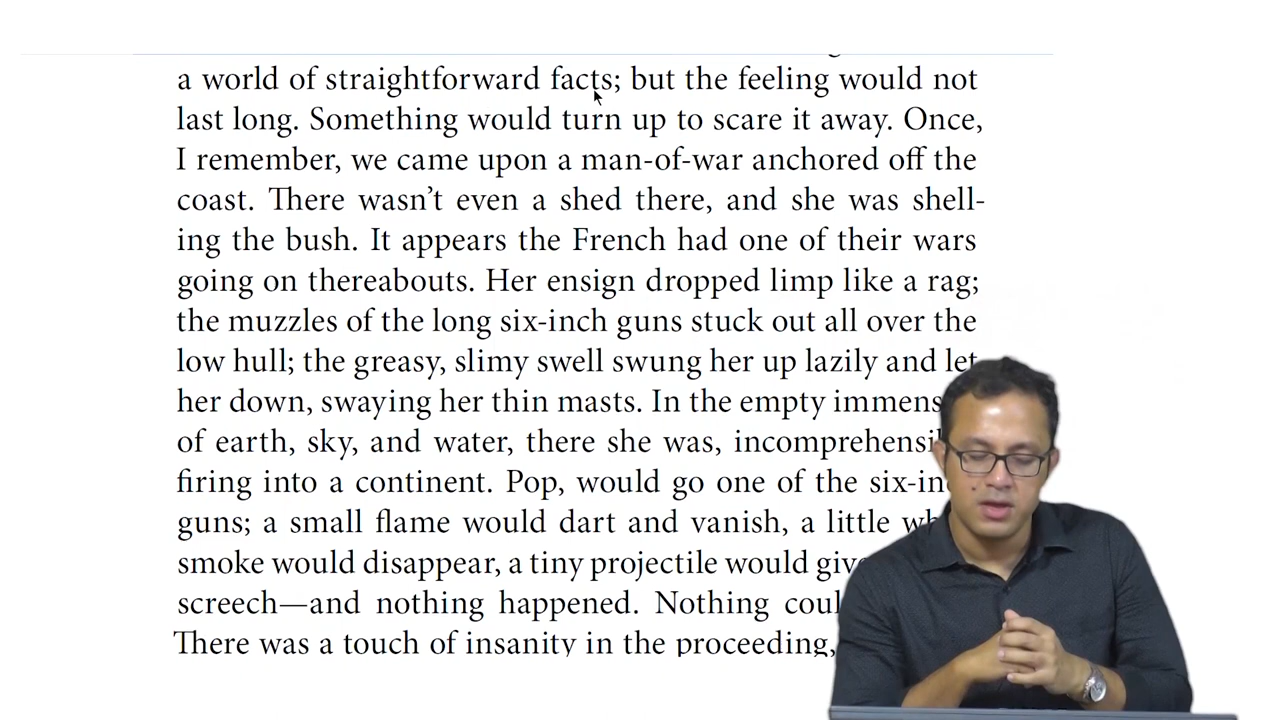 a world of straightforward facts; but the feeling would not
last long. Something would turn up to scare it away. Once,
I remember, we came upon a man-of-war anchored off the
coast. There wasn't even a shed there, and she was shell-
ing the bush. It appears the French had one of their wars
going on thereabouts. Her ensign dropped limp like a rag;
the muzzles of the long six-inch guns stuck out all over the
low hull; the greasy, slimy swell swung her up lazily and let
her down, swaying her thin masts. In the empty
of earth, sky, and water, there she was,
firing into a continent. Pop, would go one of the
guns; a small flame would dart and vanish, a little
smoke would disappear, a tiny projectile would
screech—and nothing happened. Nothing
There was a touch of insanity in the proceeding,